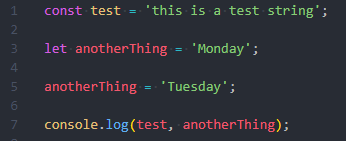 1 const test = 'this is a test string';
2
3 let anotherThing = 'Monday';
4
5 anotherThing = 'Tuesday';
6
7 console.log(test, anotherThing);